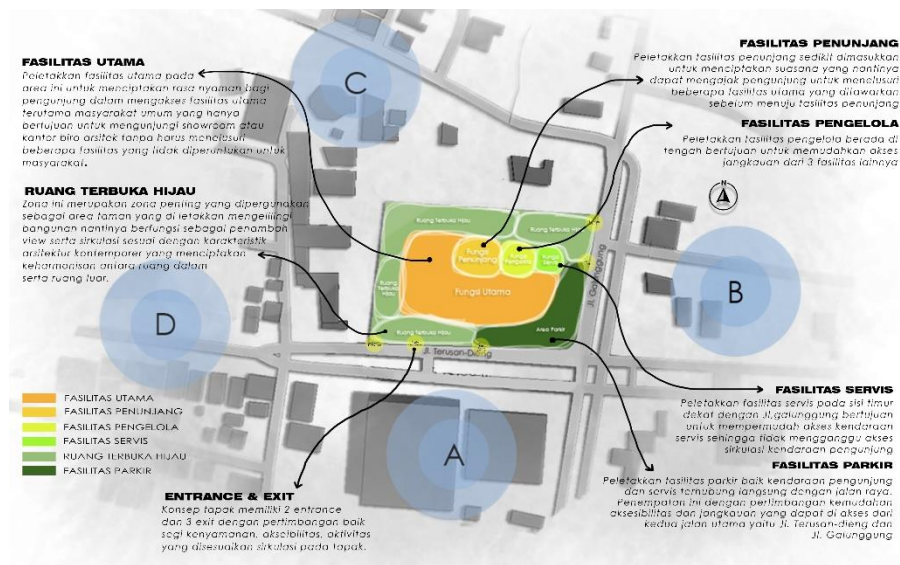 FASILITAS UTAMA
Peletakkan fasilitas utama pada
area ini untuk menciptakan rasa nyaman bagi
pengunjung dalam mengakses fasilitas utama
terutama masyarakat umum yang hanya
bertujuan untuk mengunjungi showroom atau
kantor biro arsitek tanpa harus menelusuri
beberapa fasilitas yang tidak diperuntukan untuk
masyarakat.
RUANG TERBUKA HIJAU
Zona ini merupakan zona penting yang dipergunakan
sebagai area taman yang di letakkan mengelilingi
bangunan nantinya berfungsi sebagai penambah
view serta sirkulasi sesuai dengan karakteristik
arsitektur kontemporer yang menciptakan
keharmonisan antara ruang dalam
serta ruang luar.
FASILITAS PENUNJANG
Peletakkan fasilitas penunjang sedikit dimasukkan
untuk menciptakan suasana yang nantinya
dapat mengajak pengunjung untuk menelusuri
beberapa fasilitas utama yang ditawarkan
sebelum menuju fasilitas penunjang
FASILITAS PENGELOLA
Peletakkan fasilitas pengelola berada di
tengah bertujuan untuk memudahkan akses
jangkauan dari 3 fasilitas lainnya
N
C
B
D
A
Ruang Terbuka Hijau
Ruang Terbuka Hijau
Fungsi
Penunjang
Fungsi
Pengelola
Fungsi
Servis
Fungsi Utama
Ruang
Terbuka
Hijau
Ruang Terbuka Hijau
Area Parkir
Jl. Galunggung
Jl. Terusan-Dieng
FASILITAS UTAMA
FASILITAS PENUNJANG
FASILITAS PENGELOLA
FASILITAS SERVIS
RUANG TERBUKA HIJAU
FASILITAS PARKIR
ENTRANCE & EXIT
Konsep tapak memiliki 2 entrance
dan 3 exit dengan pertimbangan baik
segi kenyamanan, aksebilitas, aktivitas
yang disesuaikan sirkulasi pada tapak.
FASILITAS SERVIS
Peletakkan fasilitas servis pada sisi timur
dekat dengan Jl.galunggung bertujuan
untuk mempermudah akses kendaraan
servis sehingga tidak mengganggu akses
sirkulasi kendaraan pengunjung
FASILITAS PARKIR
Peletakkan fasilitas parkir baik kendaraan pengunjung
dan servis terhubung langsung dengan jalan raya.
Penempatan ini dengan pertimbangan kemudahan
aksesibilitas dan jangkauan yang dapat di akses dari
kedua jalan utama yaitu Jl. Terusan-dieng dan
Jl. Galunggung